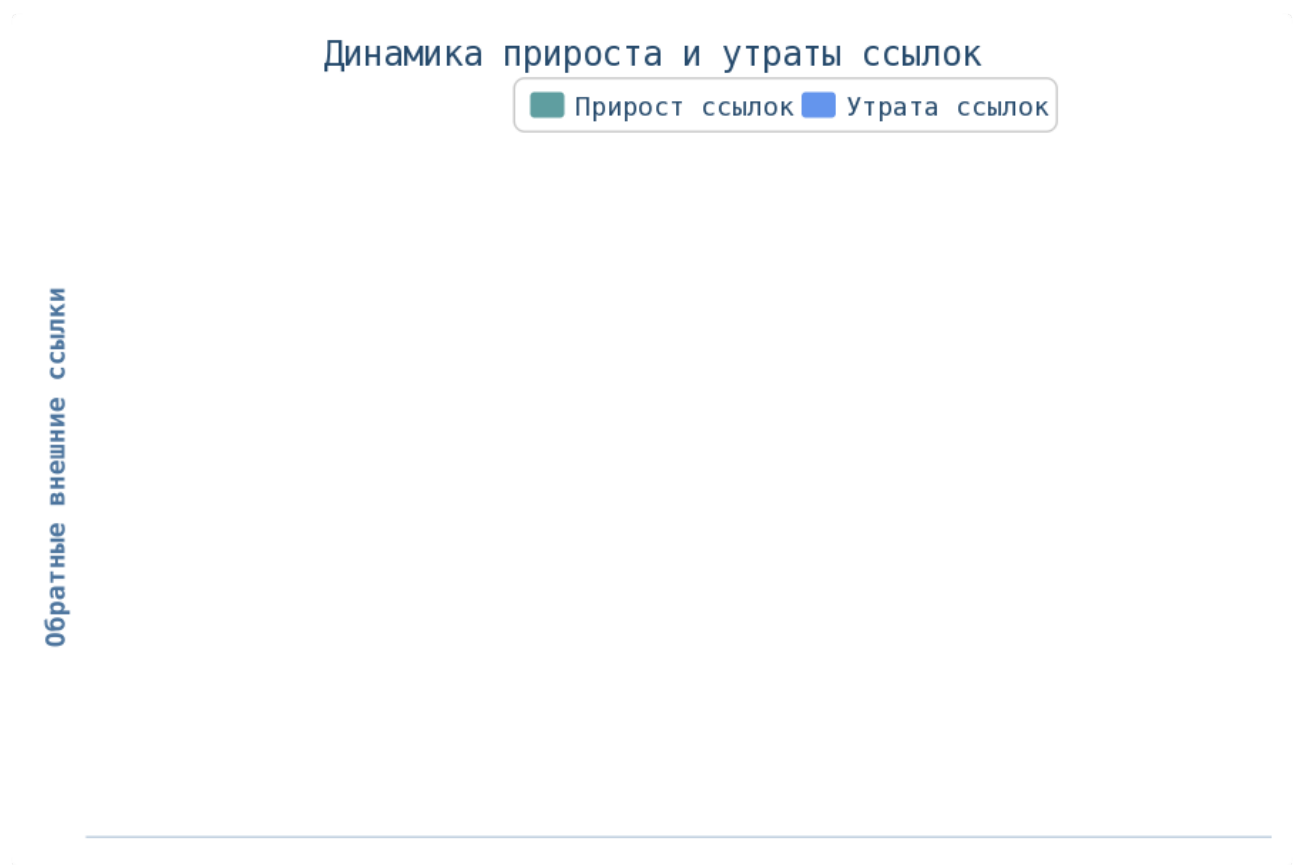 Динамика прироста и утраты ссылок
Прирост ссылок Утрата ссылок
Обратные внешние ссылки